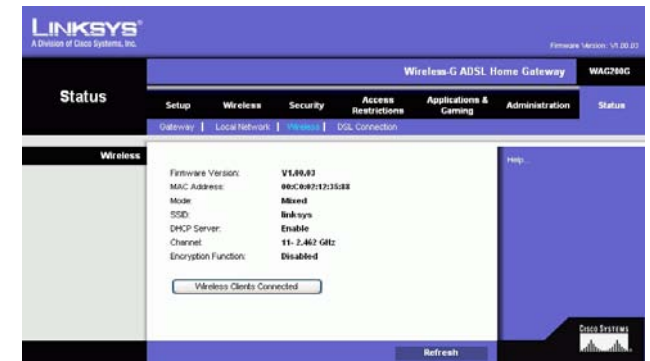 LINKSYS®
A Division of Cisco Systems, Inc.
Firmware Version: V1.00.03
Wireless-G ADSL Home Gateway WAG200G
Status
Setup Wireless Security Access Restrictions Applications & Gaming Administration Status
Gateway | Local Network | Wireless | DSL Connection
Wireless
Help...
Firmware Version: V1.00.03
MAC Address: 00:C0:02:12:35:88
Mode: Mixed
SSID: linksys
DHCP Server: Enable
Channel: 11- 2.462 GHz
Encryption Function: Disabled
Wireless Clients Connected
Refresh
CISCO SYSTEMS